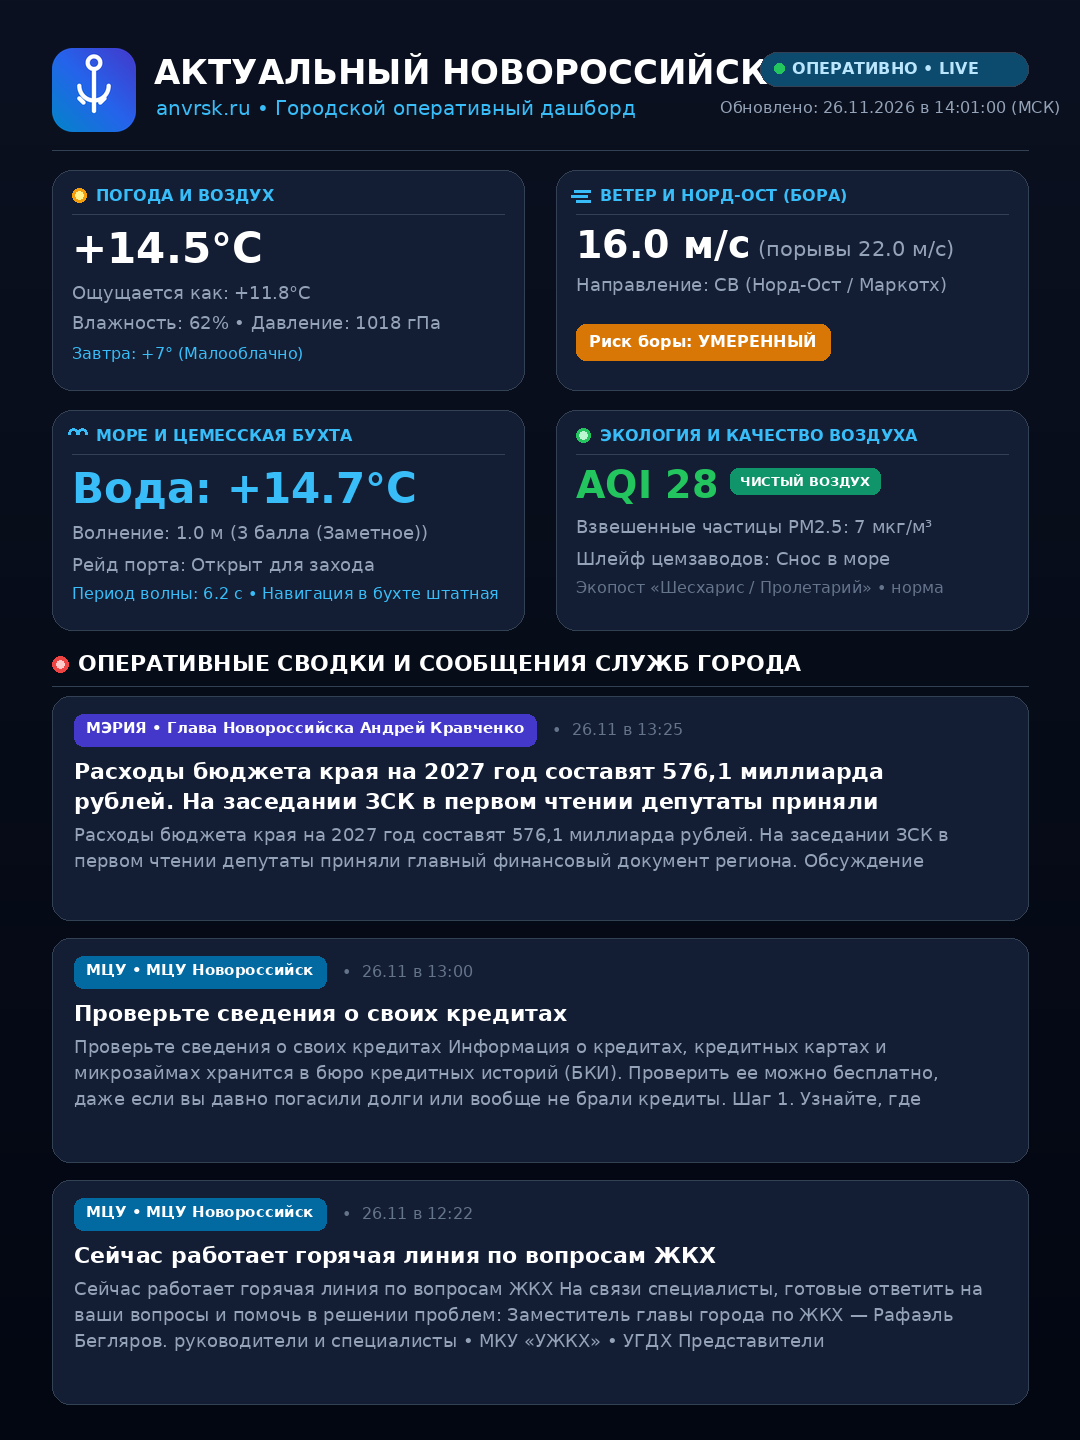 АКТУАЛЬНЫЙ НОВОРОССИЙСК
ОПЕРАТИВНО • LIVE
anvrsk.ru • Городской оперативный дашборд
Обновлено: 26.11.2026 в 14:01:00 (МСК)
ПОГОДА И ВОЗДУХ
+14.5°C
Ощущается как: +11.8°C
Влажность: 62% • Давление: 1018 гПа
Завтра: +7° (Малооблачно)
ВЕТЕР И НОРД-ОСТ (БОРА)
16.0 м/с (порывы 22.0 м/с)
Направление: СВ (Норд-Ост / Маркотх)
Риск боры: УМЕРЕННЫЙ
МОРЕ И ЦЕМЕССКАЯ БУХТА
Вода: +14.7°C
Волнение: 1.0 м (3 балла (Заметное))
Рейд порта: Открыт для захода
Период волны: 6.2 с • Навигация в бухте штатная
ЭКОЛОГИЯ И КАЧЕСТВО ВОЗДУХА
AQI 28 ЧИСТЫЙ ВОЗДУХ
Взвешенные частицы PM2.5: 7 мкг/м³
Шлейф цемзаводов: Снос в море
Экопост «Шесхарис / Пролетарий» • норма
ОПЕРАТИВНЫЕ СВОДКИ И СООБЩЕНИЯ СЛУЖБ ГОРОДА
МЭРИЯ • Глава Новороссийска Андрей Кравченко • 26.11 в 13:25
Расходы бюджета края на 2027 год составят 576,1 миллиарда
рублей. На заседании ЗСК в первом чтении депутаты приняли
Расходы бюджета края на 2027 год составят 576,1 миллиарда рублей. На заседании ЗСК в
первом чтении депутаты приняли главный финансовый документ региона. Обсуждение
МЦУ • МЦУ Новороссийск • 26.11 в 13:00
Проверьте сведения о своих кредитах
Проверьте сведения о своих кредитах Информация о кредитах, кредитных картах и
микрозаймах хранится в бюро кредитных историй (БКИ). Проверить ее можно бесплатно,
даже если вы давно погасили долги или вообще не брали кредиты. Шаг 1. Узнайте, где
МЦУ • МЦУ Новороссийск • 26.11 в 12:22
Сейчас работает горячая линия по вопросам ЖКХ
Сейчас работает горячая линия по вопросам ЖКХ На связи специалисты, готовые ответить на
ваши вопросы и помочь в решении проблем: Заместитель главы города по ЖКХ — Рафаэль
Бегляров. руководители и специалисты • МКУ «УЖКХ» • УГДХ Представители